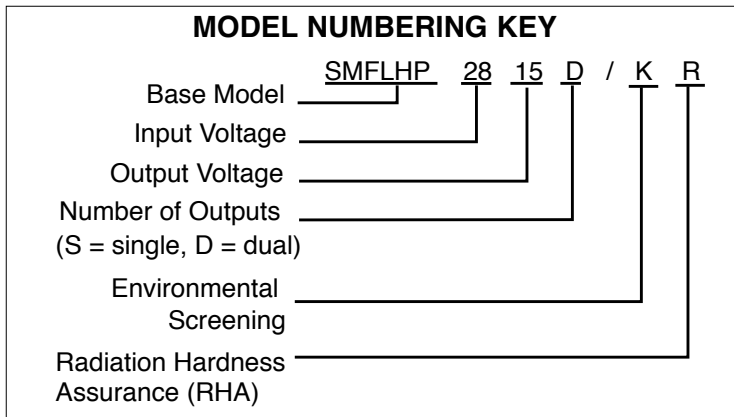 MODEL NUMBERING KEY
SMFLHP 28 15 D / K R
Base Model
Input Voltage
Output Voltage
Number of Outputs
(S = single, D = dual)
Environmental
Screening
Radiation Hardness
Assurance (RHA)